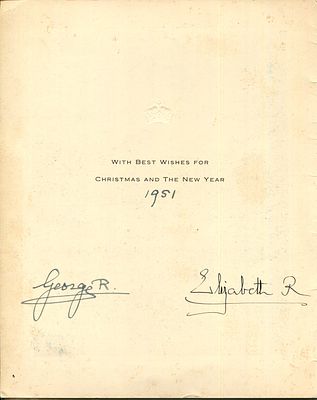 With Best Wishes for
Christmas and The New Year
1951
George R.
Elizabeth R